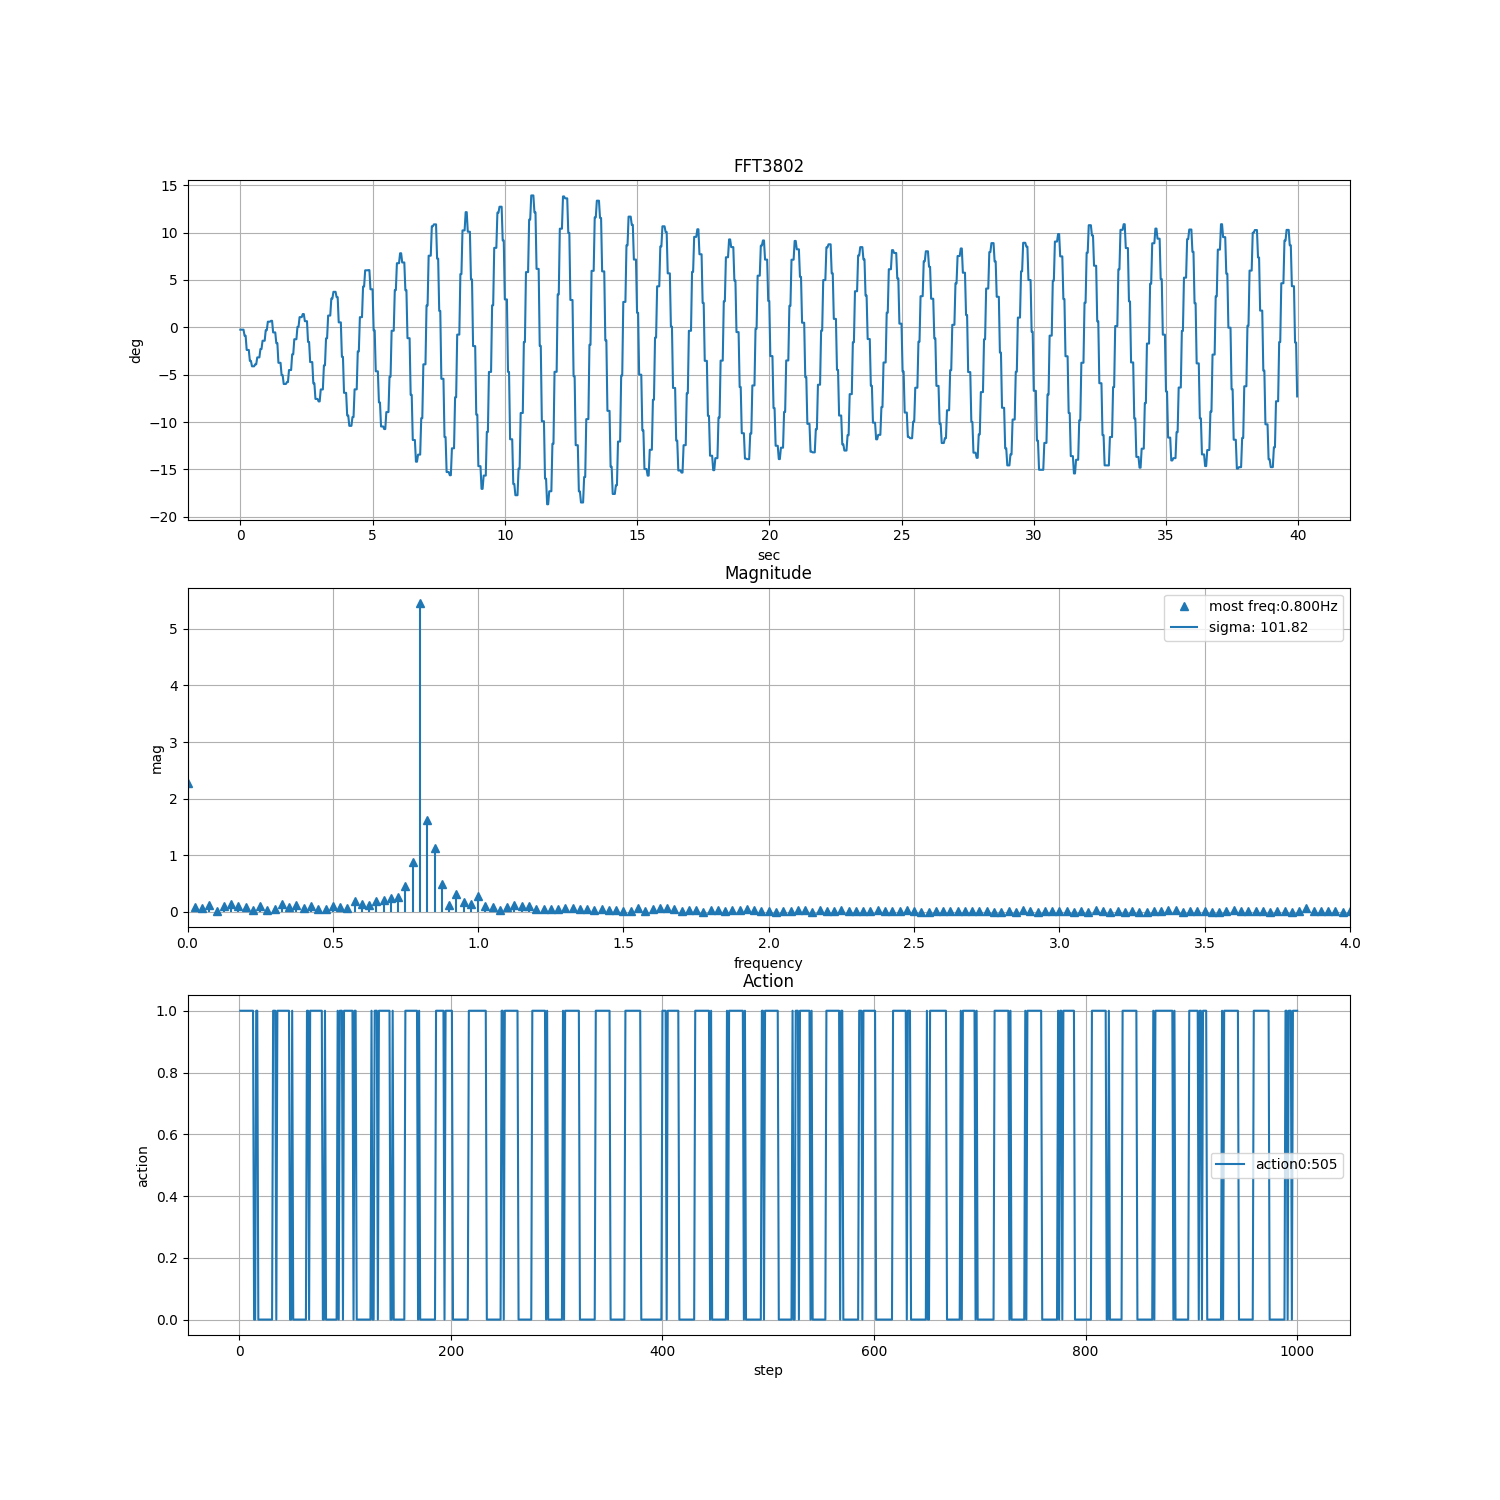 FFT3802
15
10
5
0
−5
−10
−15
−20
deg
0 5 10 15 20 25 30 35 40
sec
Magnitude
most freq:0.800Hz
sigma: 101.82
5
4
3
2
1
0
mag
0.0 0.5 1.0 1.5 2.0 2.5 3.0 3.5 4.0
frequency
Action
1.0
0.8
0.6
0.4
0.2
0.0
action
action0:505
0 200 400 600 800 1000
step